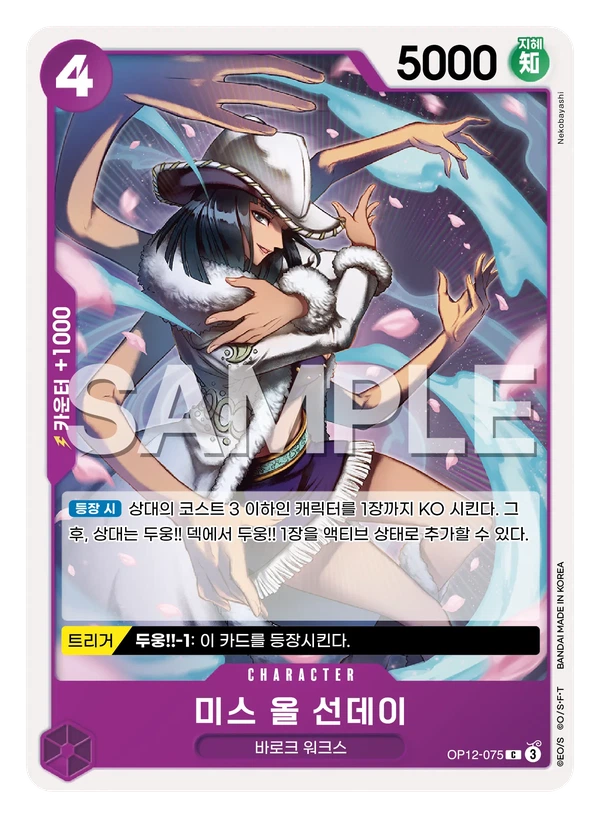 4
5000
지혜
知
Nekobayashi
카운터 +1000
SAMPLE
등장 시 상대의 코스트 3 이하인 캐릭터를 1장까지 KO 시킨다. 그
후, 상대는 두웅!! 덱에서 두웅!! 1장을 액티브 상태로 추가할 수 있다.
트리거 두웅!!-1: 이 카드를 등장시킨다.
CHARACTER
미스 올 선데이
바로크 워크스
OP12-075 C 3
©EO/S ©O/S·F·T BANDAI MADE IN KOREA